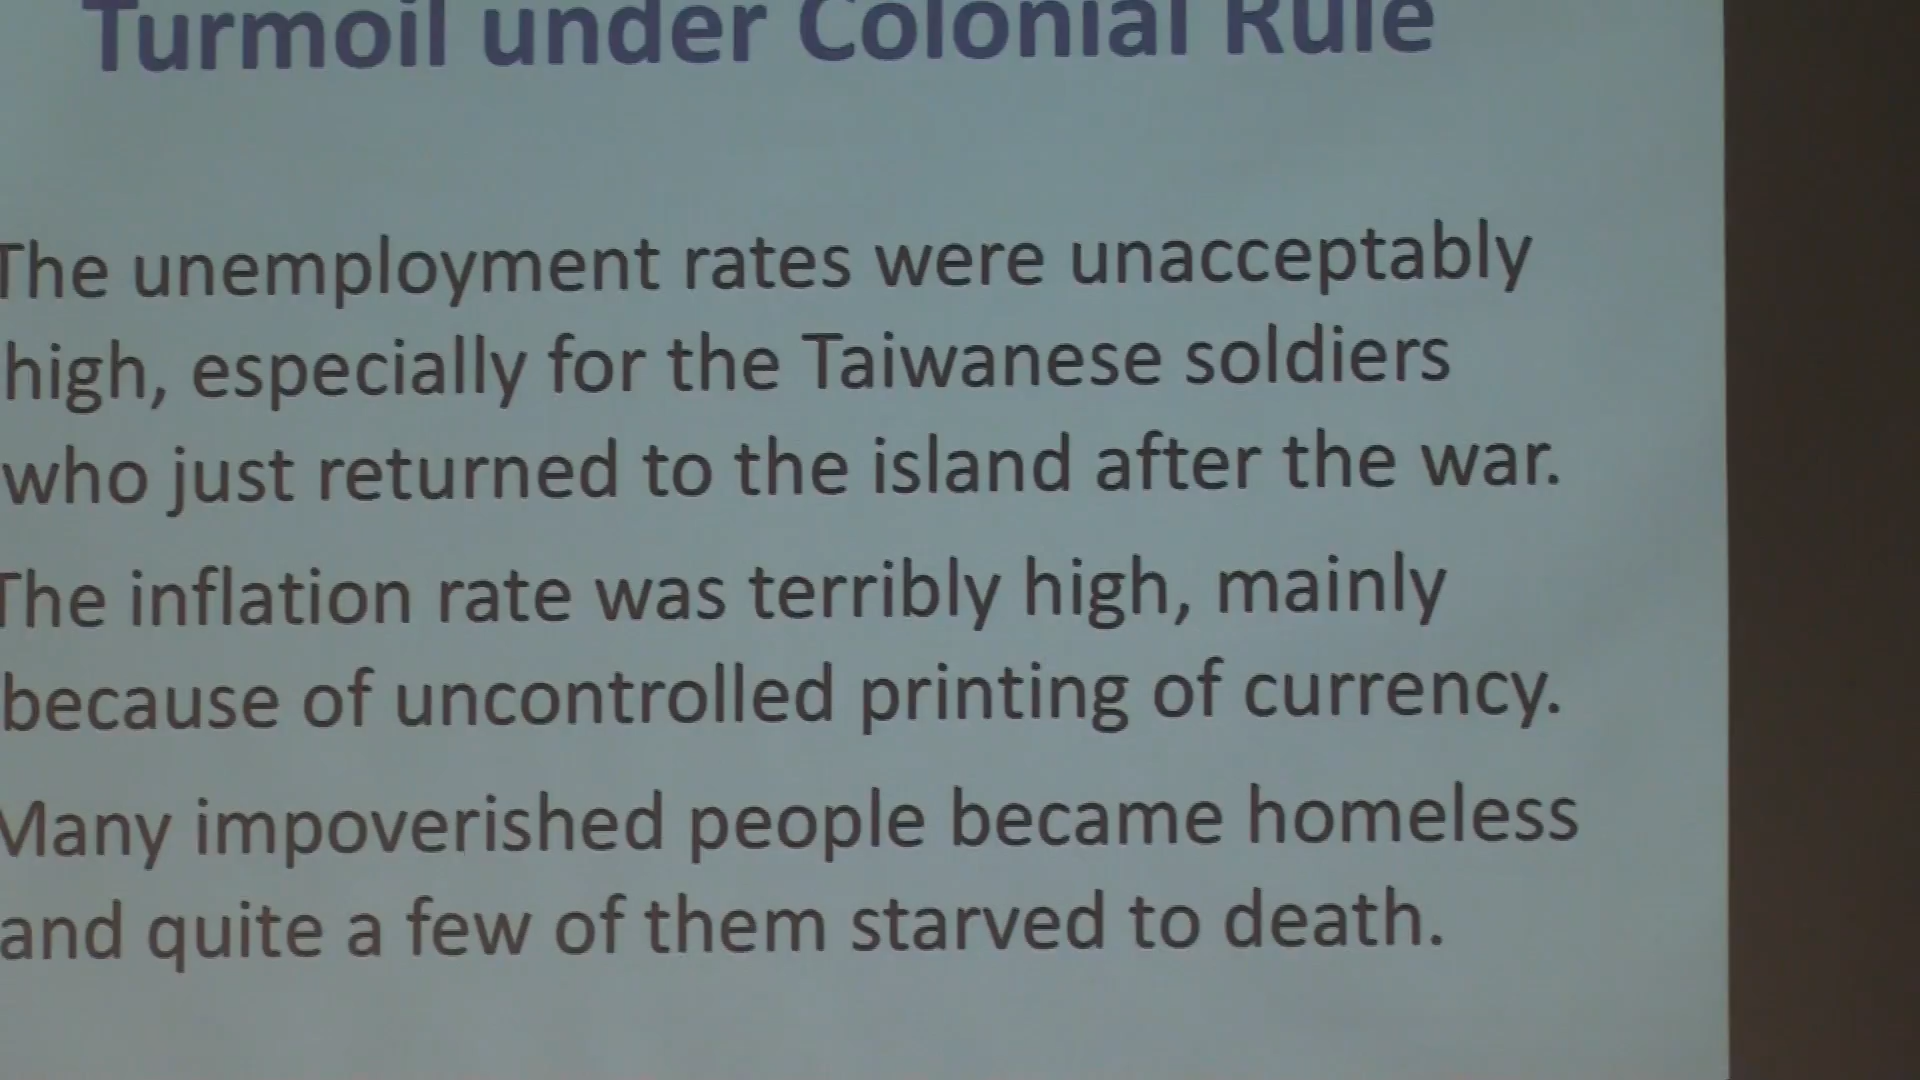 Turmoil under Colonial Rule
The unemployment rates were unacceptably
high, especially for the Taiwanese soldiers
who just returned to the island after the war.
The inflation rate was terribly high, mainly
because of uncontrolled printing of currency.
Many impoverished people became homeless
and quite a few of them starved to death.